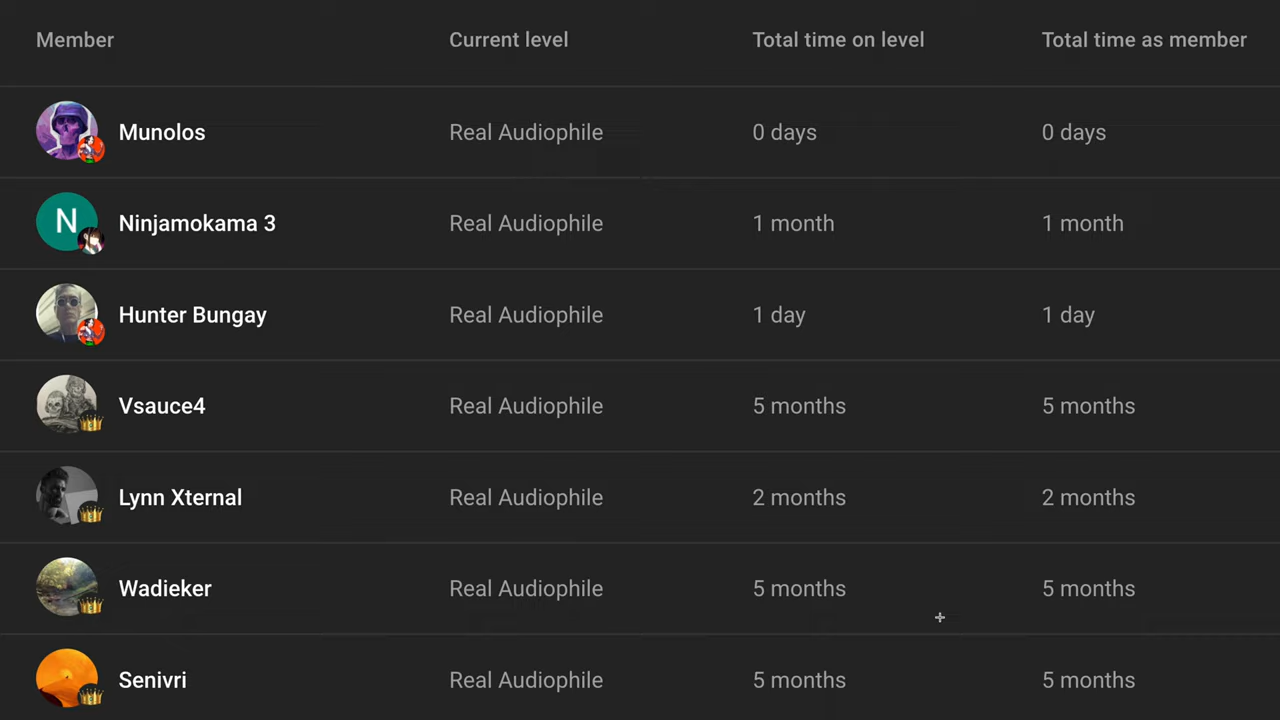 Member Current level Total time on level Total time as member
Munolos Real Audiophile 0 days 0 days
N Ninjamokama 3 Real Audiophile 1 month 1 month
Hunter Bungay Real Audiophile 1 day 1 day
Vsauce4 Real Audiophile 5 months 5 months
Lynn Xternal Real Audiophile 2 months 2 months
Wadieker Real Audiophile 5 months 5 months
Senivri Real Audiophile 5 months 5 months